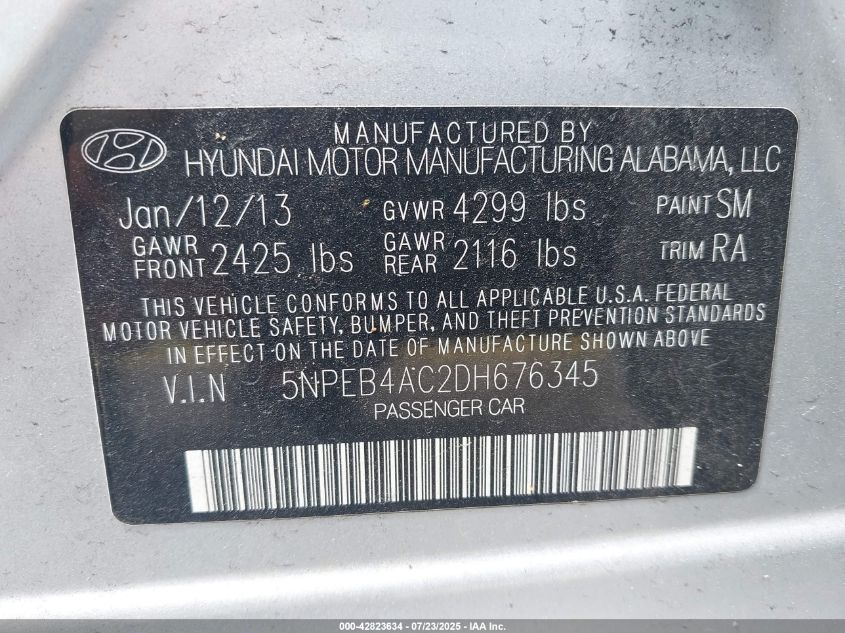 MANUFACTURED BY
HYUNDAI MOTOR MANUFACTURING ALABAMA, LLC
Jan/12/13 GVWR 4299 lbs PAINT SM
GAWR FRONT 2425 lbs GAWR REAR 2116 lbs TRIM RA
THIS VEHICLE CONFORMS TO ALL APPLICABLE U.S.A. FEDERAL
MOTOR VEHICLE SAFETY, BUMPER, AND THEFT PREVENTION STANDARDS
IN EFFECT ON THE DATE OF MANUFACTURE SHOWN ABOVE
V.I.N 5NPEB4AC2DH676345
PASSENGER CAR
000-42823634 - 07/23/2025 - IAA Inc.